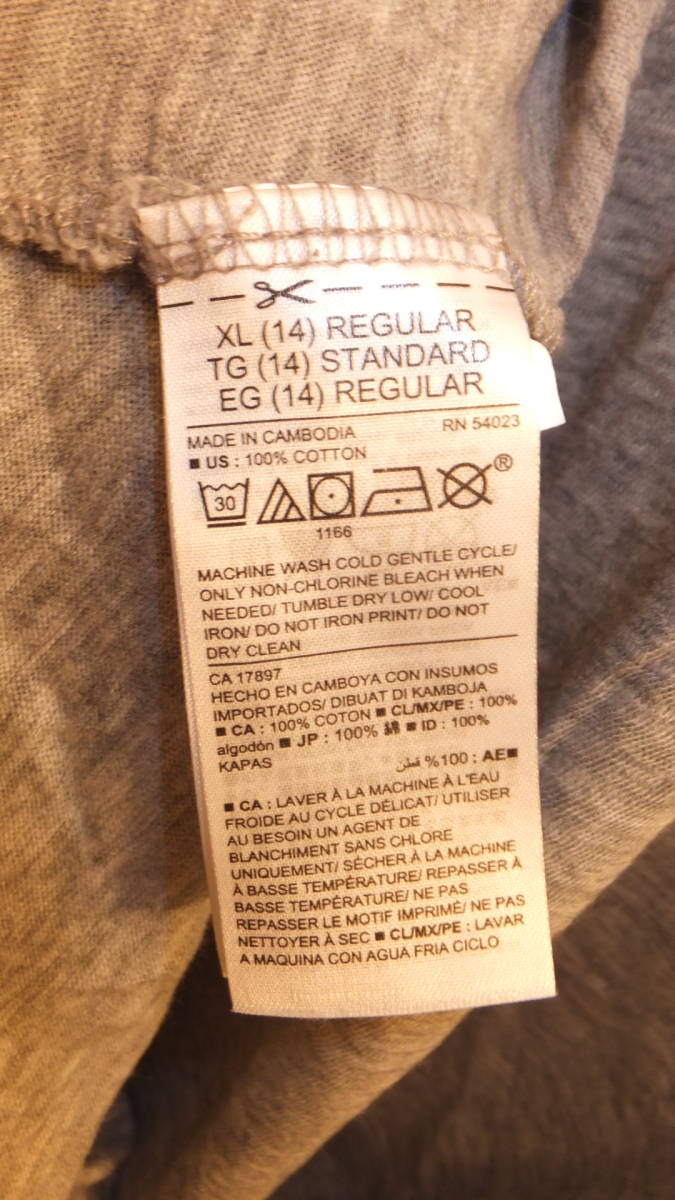 XL (14) REGULAR
TG (14) STANDARD
EG (14) REGULAR
MADE IN CAMBODIA RN 54023
■ US : 100% COTTON
30 ®
1166
MACHINE WASH COLD GENTLE CYCLE/
ONLY NON-CHLORINE BLEACH WHEN
NEEDED/ TUMBLE DRY LOW/ COOL
IRON/ DO NOT IRON PRINT/ DO NOT
DRY CLEAN
CA 17897
HECHO EN CAMBOYA CON INSUMOS
IMPORTADOS/ DIBUAT DI KAMBOJA
■ CA : 100% COTON ■ CL/MX/PE : 100%
algodón ■ JP : 100% 綿 ■ ID : 100%
KAPAS
■AE : 100% قطن
■ CA : LAVER À LA MACHINE À L'EAU
FROIDE AU CYCLE DÉLICAT/ UTILISER
AU BESOIN UN AGENT DE
BLANCHIMENT SANS CHLORE
UNIQUEMENT/ SÉCHER À LA MACHINE
À BASSE TEMPÉRATURE/ REPASSER À
BASSE TEMPÉRATURE/ NE PAS
REPASSER LE MOTIF IMPRIMÉ/ NE PAS
NETTOYER À SEC ■ CL/MX/PE : LAVAR
A MAQUINA CON AGUA FRIA CICLO